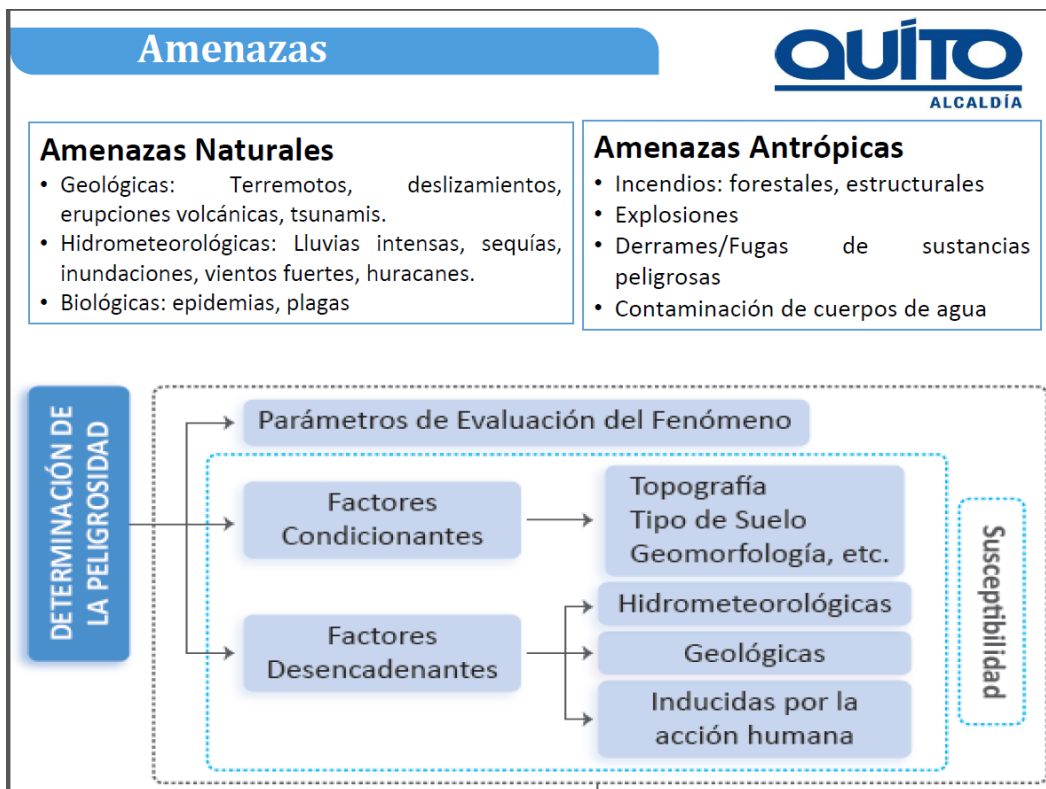 Amenazas
QUÍTO
ALCALDÍA
Amenazas Naturales
• Geológicas: Terremotos, deslizamientos,
erupciones volcánicas, tsunamis.
• Hidrometeorológicas: Lluvias intensas, sequías,
inundaciones, vientos fuertes, huracanes.
• Biológicas: epidemias, plagas
Amenazas Antrópicas
• Incendios: forestales, estructurales
• Explosiones
• Derrames/Fugas de sustancias
peligrosas
• Contaminación de cuerpos de agua
DETERMINACIÓN DE
LA PELIGROSIDAD
Parámetros de Evaluación del Fenómeno
Factores
Condicionantes
Topografía
Tipo de Suelo
Geomorfología, etc.
Factores
Desencadenantes
Hidrometeorológicas
Geológicas
Inducidas por la
acción humana
Susceptibilidad